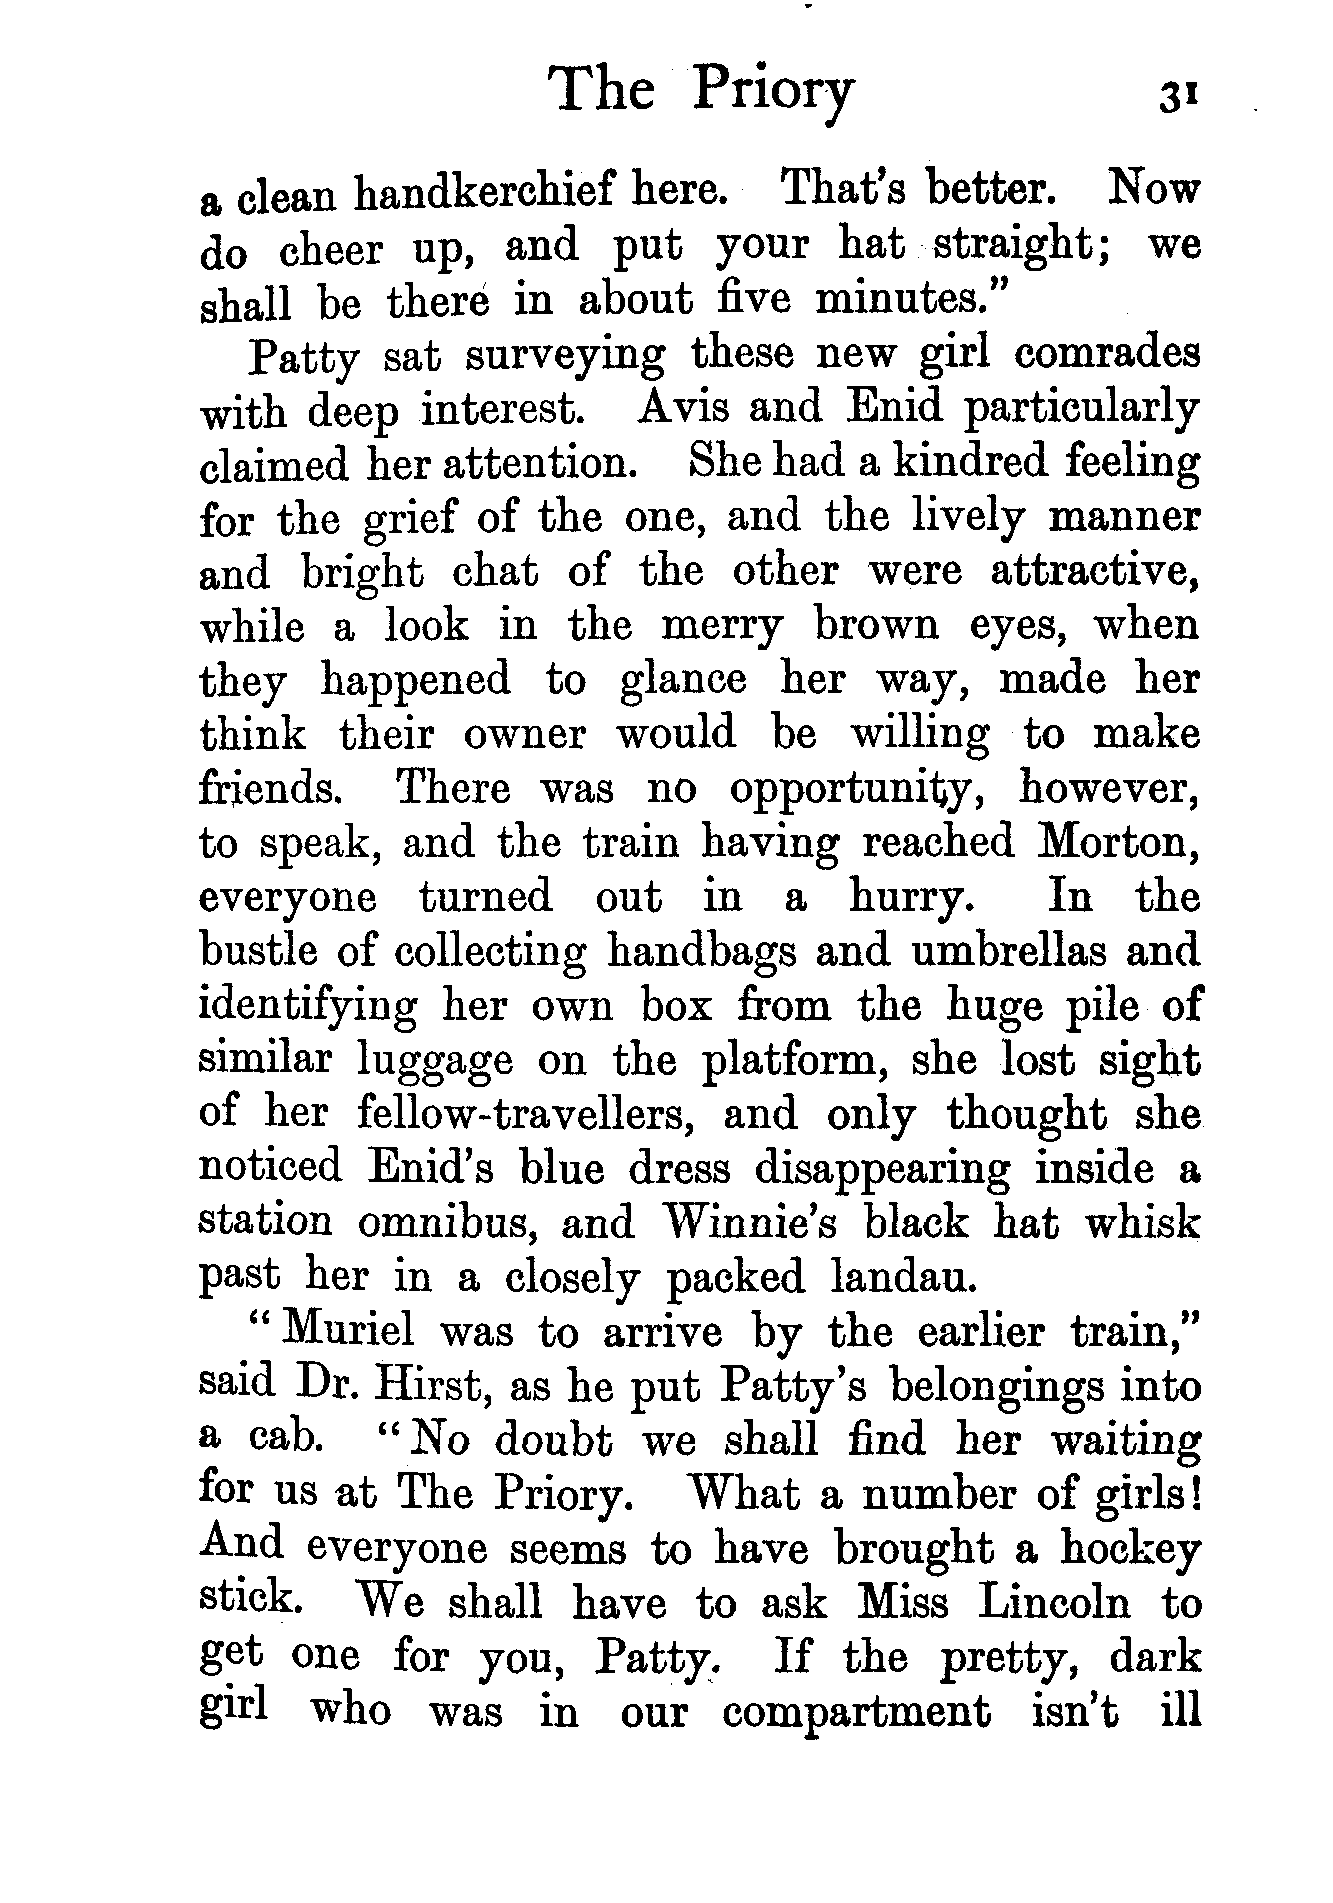 The Priory 31
a clean handkerchief here. That's better. Now
do cheer up, and put your hat straight; we
shall be there in about five minutes."
Patty sat surveying these new girl comrades
with deep interest. Avis and Enid particularly
claimed her attention. She had a kindred feeling
for the grief of the one, and the lively manner
and bright chat of the other were attractive,
while a look in the merry brown eyes, when
they happened to glance her way, made her
think their owner would be willing to make
friends. There was no opportunity, however,
to speak, and the train having reached Morton,
everyone turned out in a hurry. In the
bustle of collecting handbags and umbrellas and
identifying her own box from the huge pile of
similar luggage on the platform, she lost sight
of her fellow-travellers, and only thought she
noticed Enid's blue dress disappearing inside a
station omnibus, and Winnie's black hat whisk
past her in a closely packed landau.
"Muriel was to arrive by the earlier train,"
said Dr. Hirst, as he put Patty's belongings into
a cab. "No doubt we shall find her waiting
for us at The Priory. What a number of girls!
And everyone seems to have brought a hockey
stick. We shall have to ask Miss Lincoln to
get one for you, Patty. If the pretty, dark
girl who was in our compartment isn't ill